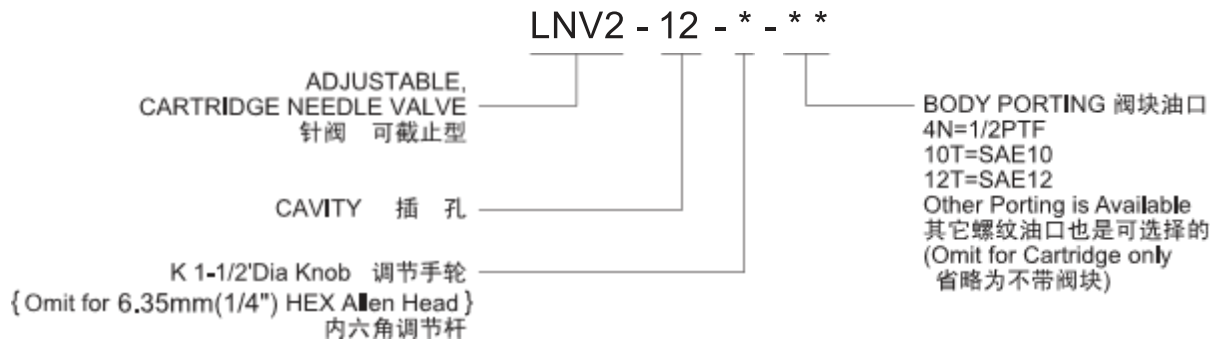 LNV2 - 12 - * - * *
ADJUSTABLE,
CARTRIDGE NEEDLE VALVE
针阀 可截止型
CAVITY 插 孔
K 1-1/2'Dia Knob 调节手轮
{Omit for 6.35mm(1/4") HEX Allen Head}
内六角调节杆
BODY PORTING 阀块油口
4N=1/2PTF
10T=SAE10
12T=SAE12
Other Porting is Available
其它螺纹油口也是可选择的
(Omit for Cartridge only
省略为不带阀块)